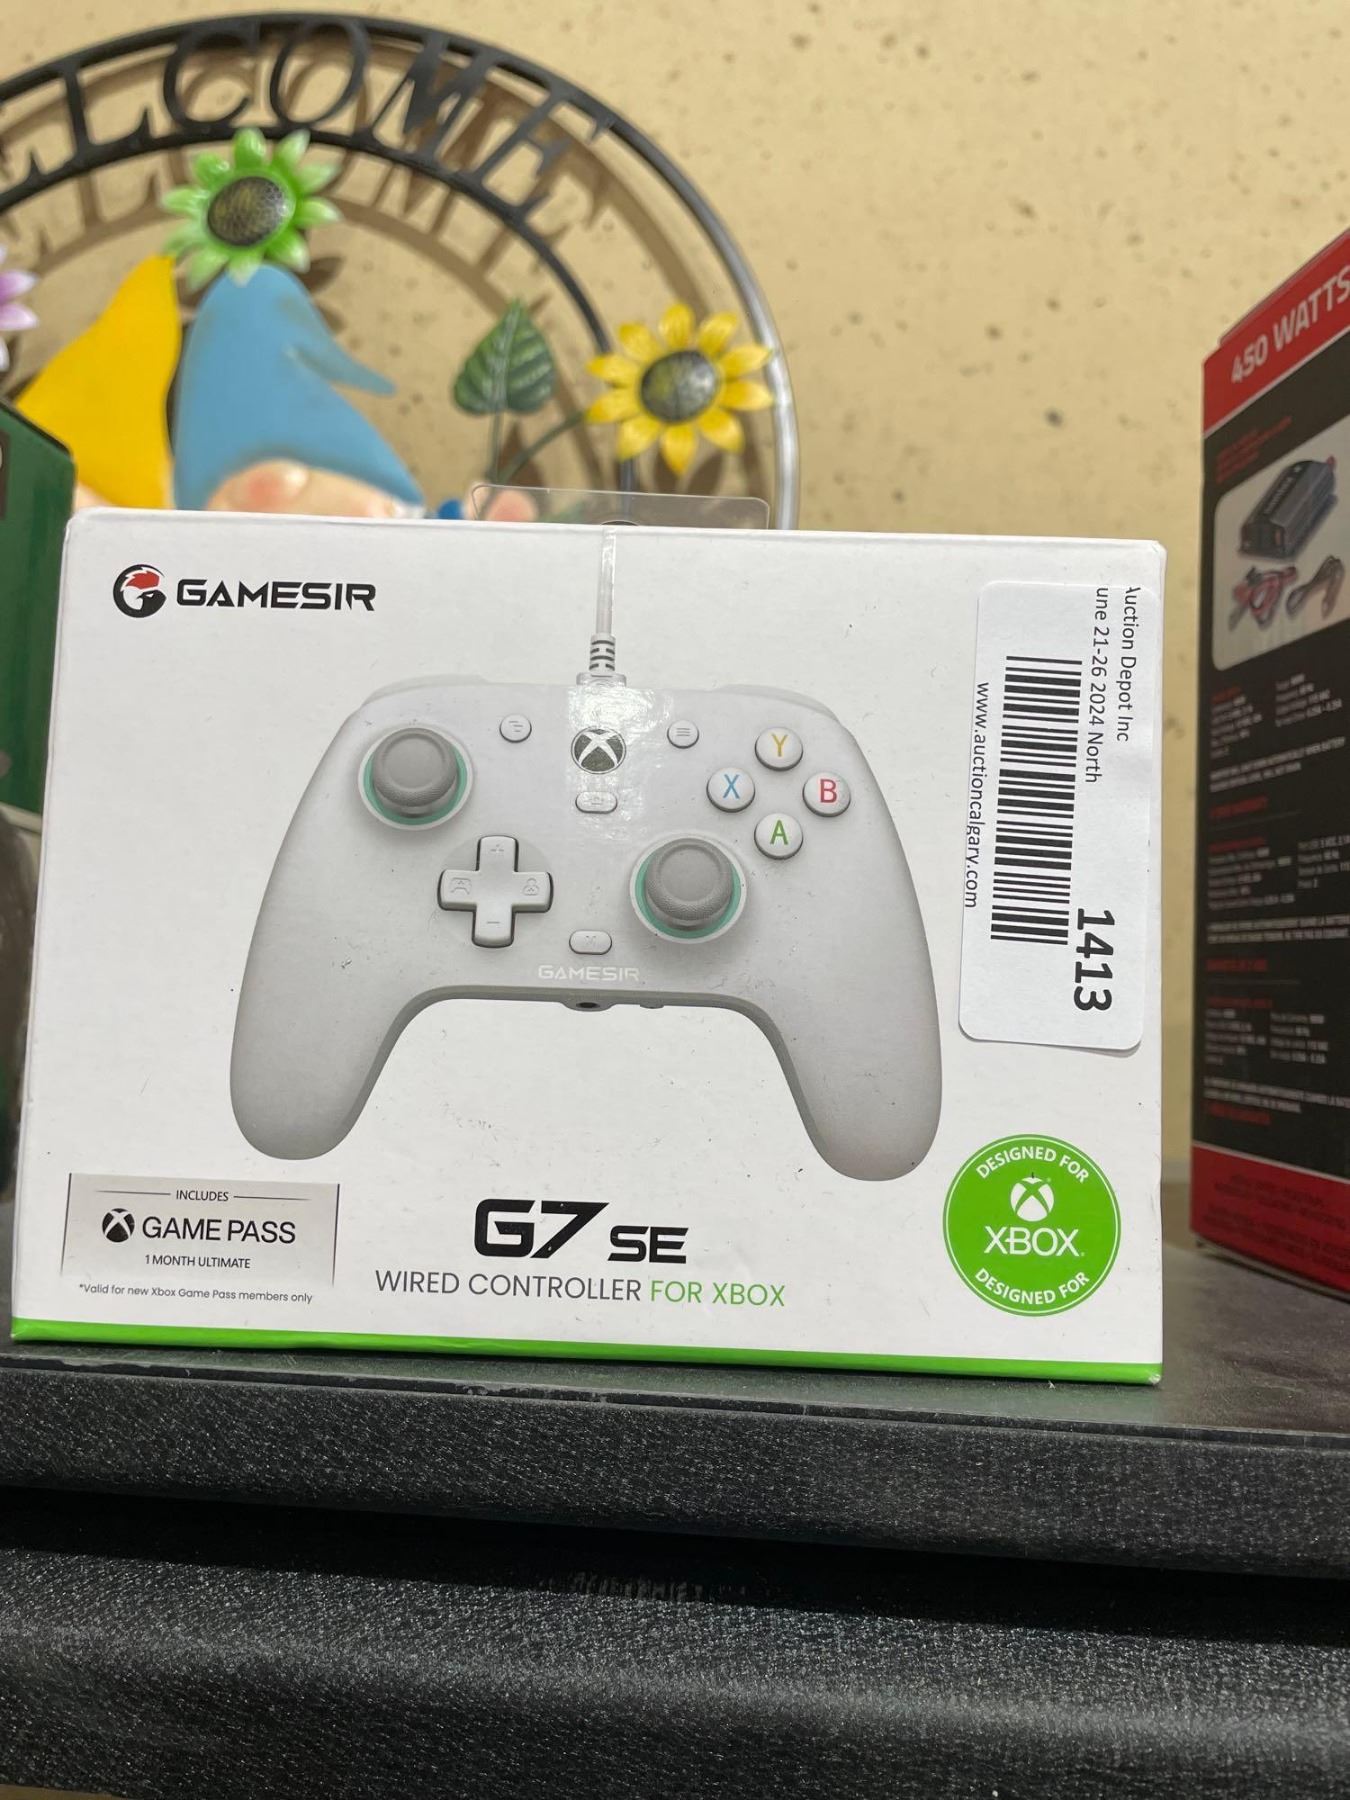 WELCOME
450 WATTS
GAMESIR
Auction Depot Inc
une 21-26 2024 North
1413
www.auctioncalgary.com
Y
X
B
A
GAMESIR
INCLUDES
GAME PASS
1 MONTH ULTIMATE
*Valid for new Xbox Game Pass members only
G7 SE
WIRED CONTROLLER FOR XBOX
DESIGNED FOR
XBOX
DESIGNED FOR